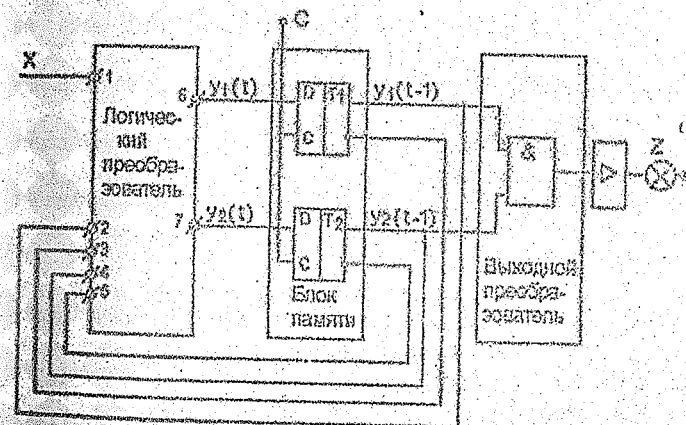 C
X
1
6
y₁(t)
D
T1
C
y₁(t-1)
Логичес-
кий
преобра-
зователь
&
Z
7
y₂(t)
D
T2
C
y₂(t-1)
2
3
4
5
Блок
памяти
Выходной
преобра-
зователь